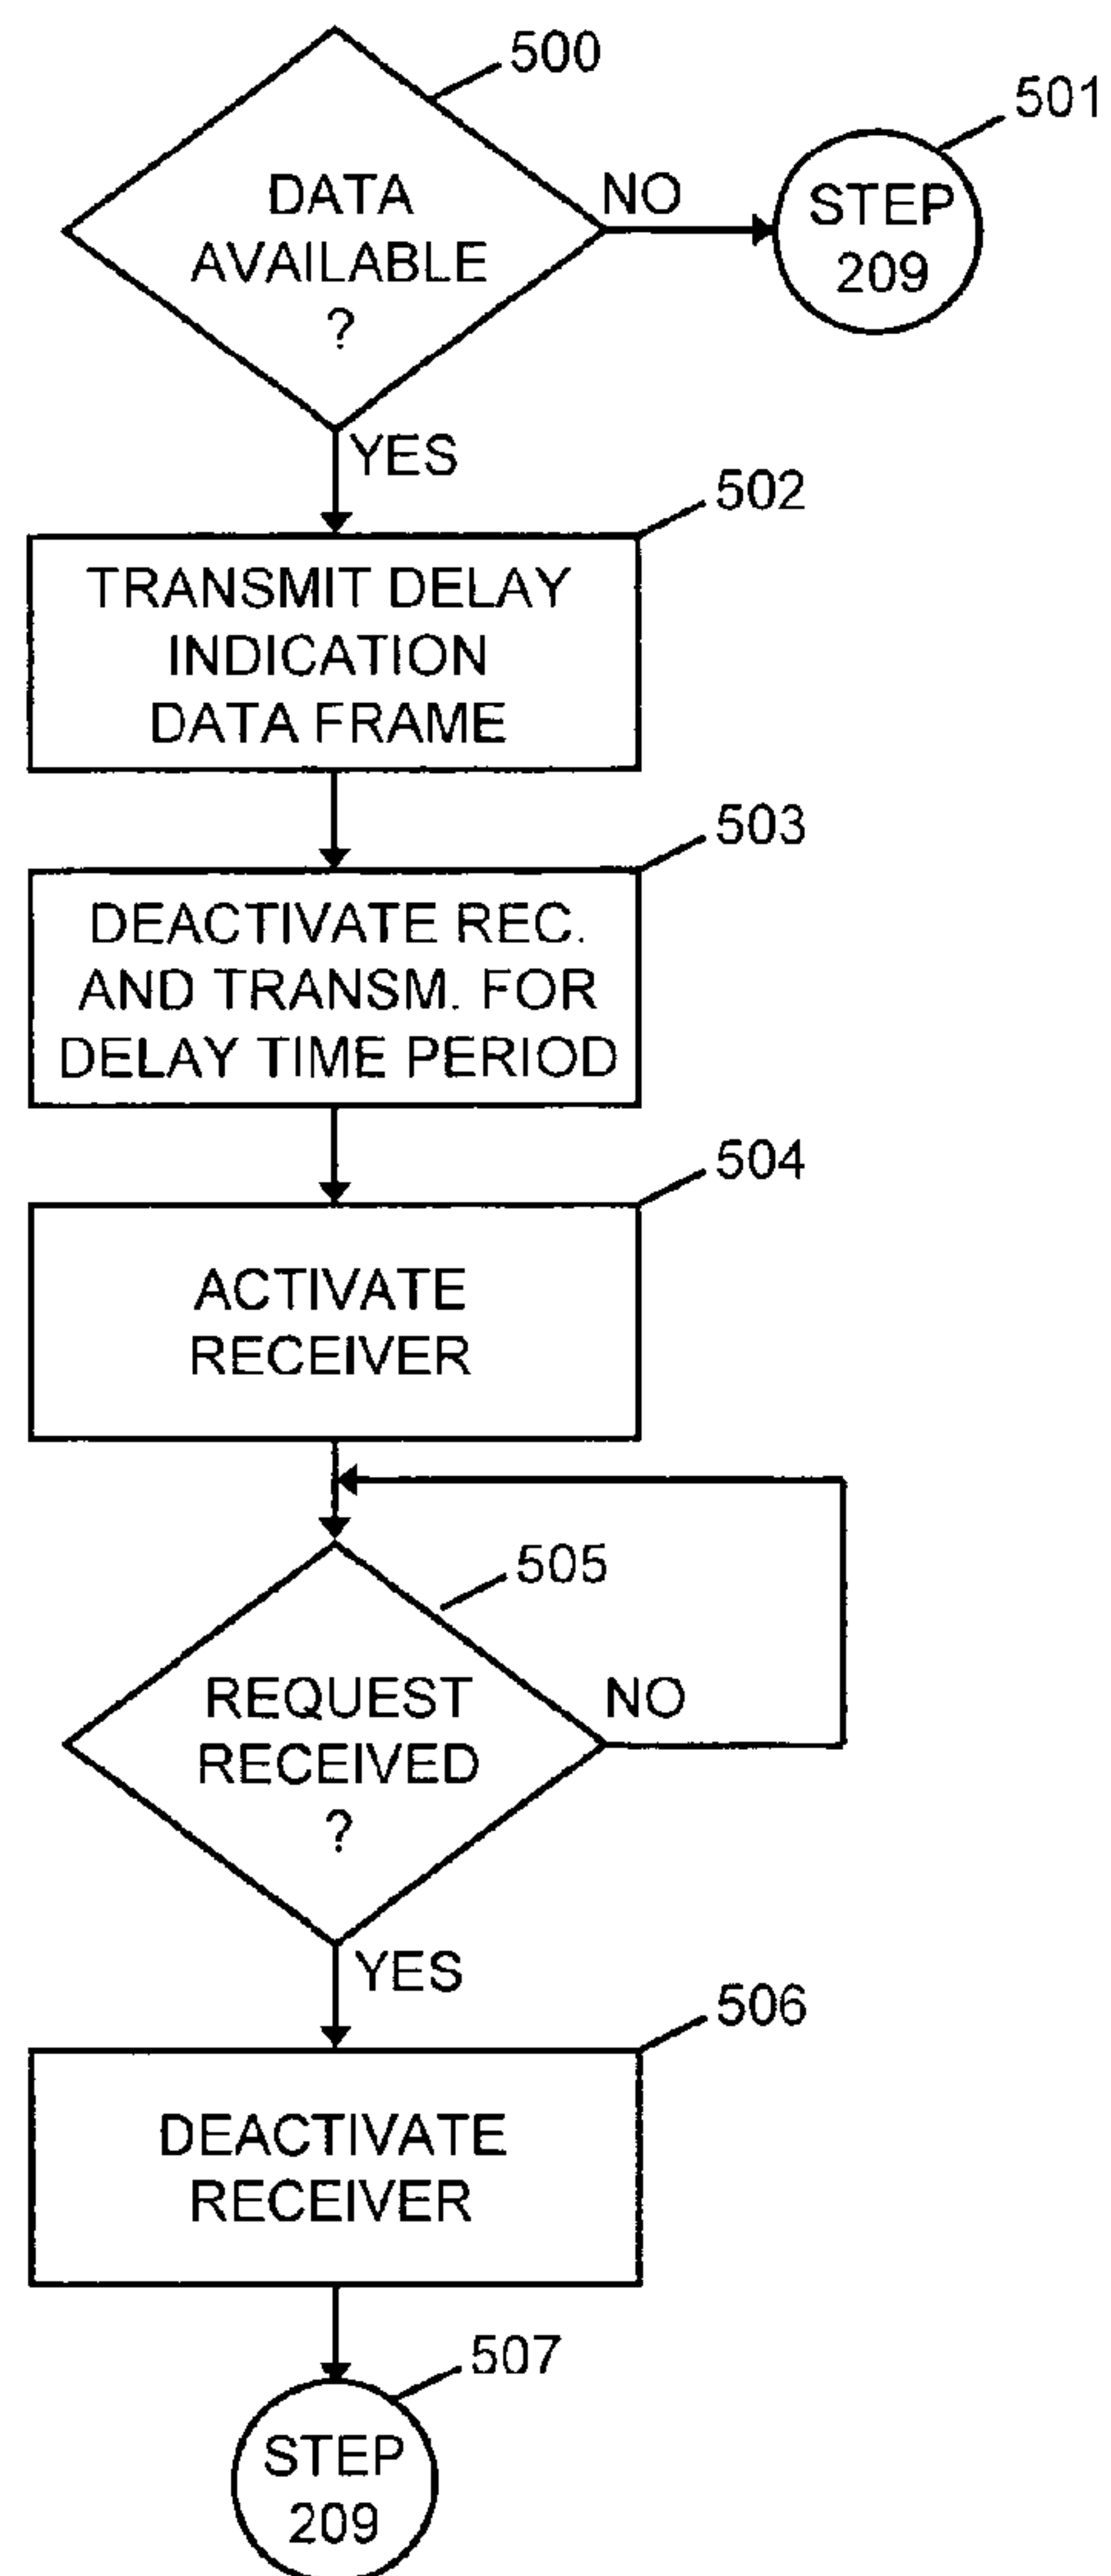 500
501
DATA
AVAILABLE
?
NO
STEP
209
YES
502
TRANSMIT DELAY
INDICATION
DATA FRAME
503
DEACTIVATE REC.
AND TRANSM. FOR
DELAY TIME PERIOD
504
ACTIVATE
RECEIVER
505
REQUEST
RECEIVED
?
NO
YES
506
DEACTIVATE
RECEIVER
507
STEP
209